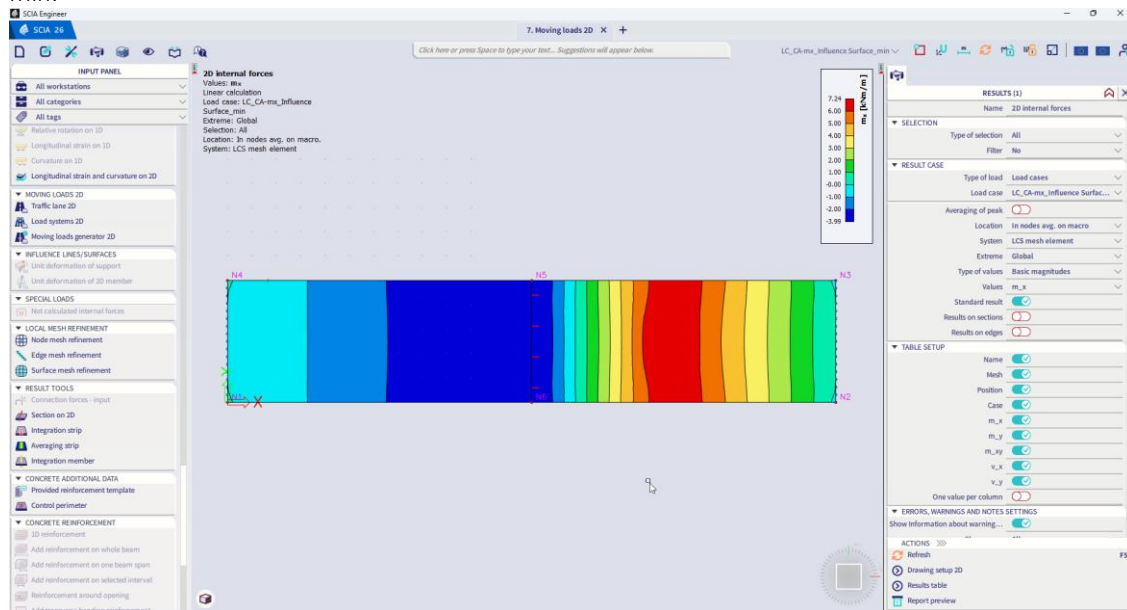 SCIA Engineer
SCIA 26
7. Moving loads 2D
Click here or press Space to type your text... Suggestions will appear below.
LC_CA-mx_Influence Surface_min
INPUT PANEL
All workstations
All categories
All tags
Relative rotation on 1D
Longitudinal strain on 1D
Curvature on 1D
Longitudinal strain and curvature on 2D
MOVING LOADS 2D
Traffic lane 2D
Load systems 2D
Moving loads generator 2D
INFLUENCE LINES/SURFACES
Unit deformation of support
Unit deformation of 2D member
SPECIAL LOADS
Not calculated internal forces
LOCAL MESH REFINEMENT
Node mesh refinement
Edge mesh refinement
Surface mesh refinement
RESULT TOOLS
Connection forces - input
Section on 2D
Integration strip
Averaging strip
Integration member
CONCRETE ADDITIONAL DATA
Provided reinforcement template
Control perimeter
CONCRETE REINFORCEMENT
1D reinforcement
Add reinforcement on whole beam
Add reinforcement on one beam span
Add reinforcement on selected interval
Reinforcement around opening
2D internal forces
Values: mx
Linear calculation
Load case: LC_CA-mx_Influence
Surface_min
Extreme: Global
Selection: All
Location: In nodes avg. on macro.
System: LCS mesh element
mx [kNm/m]
7.24
6.00
5.00
4.00
3.00
2.00
1.00
-0.00
-1.00
-2.00
-3.99
N4
N5
N3
N1
X
N6
N2
RESULTS (1)
Name 2D internal forces
SELECTION
Type of selection All
Filter No
RESULT CASE
Type of load Load cases
Load case LC_CA-mx_Influence Surfac...
Averaging of peak
Location In nodes avg. on macro
System LCS mesh element
Extreme Global
Type of values Basic magnitudes
Values m_x
Standard result
Results on sections
Results on edges
TABLE SETUP
Name
Mesh
Position
Case
m_x
m_y
m_xy
v_x
v_y
One value per column
ERRORS, WARNINGS AND NOTES SETTINGS
Show information about warning...
ACTIONS >>>
Refresh F5
Drawing setup 2D
Results table
Report preview